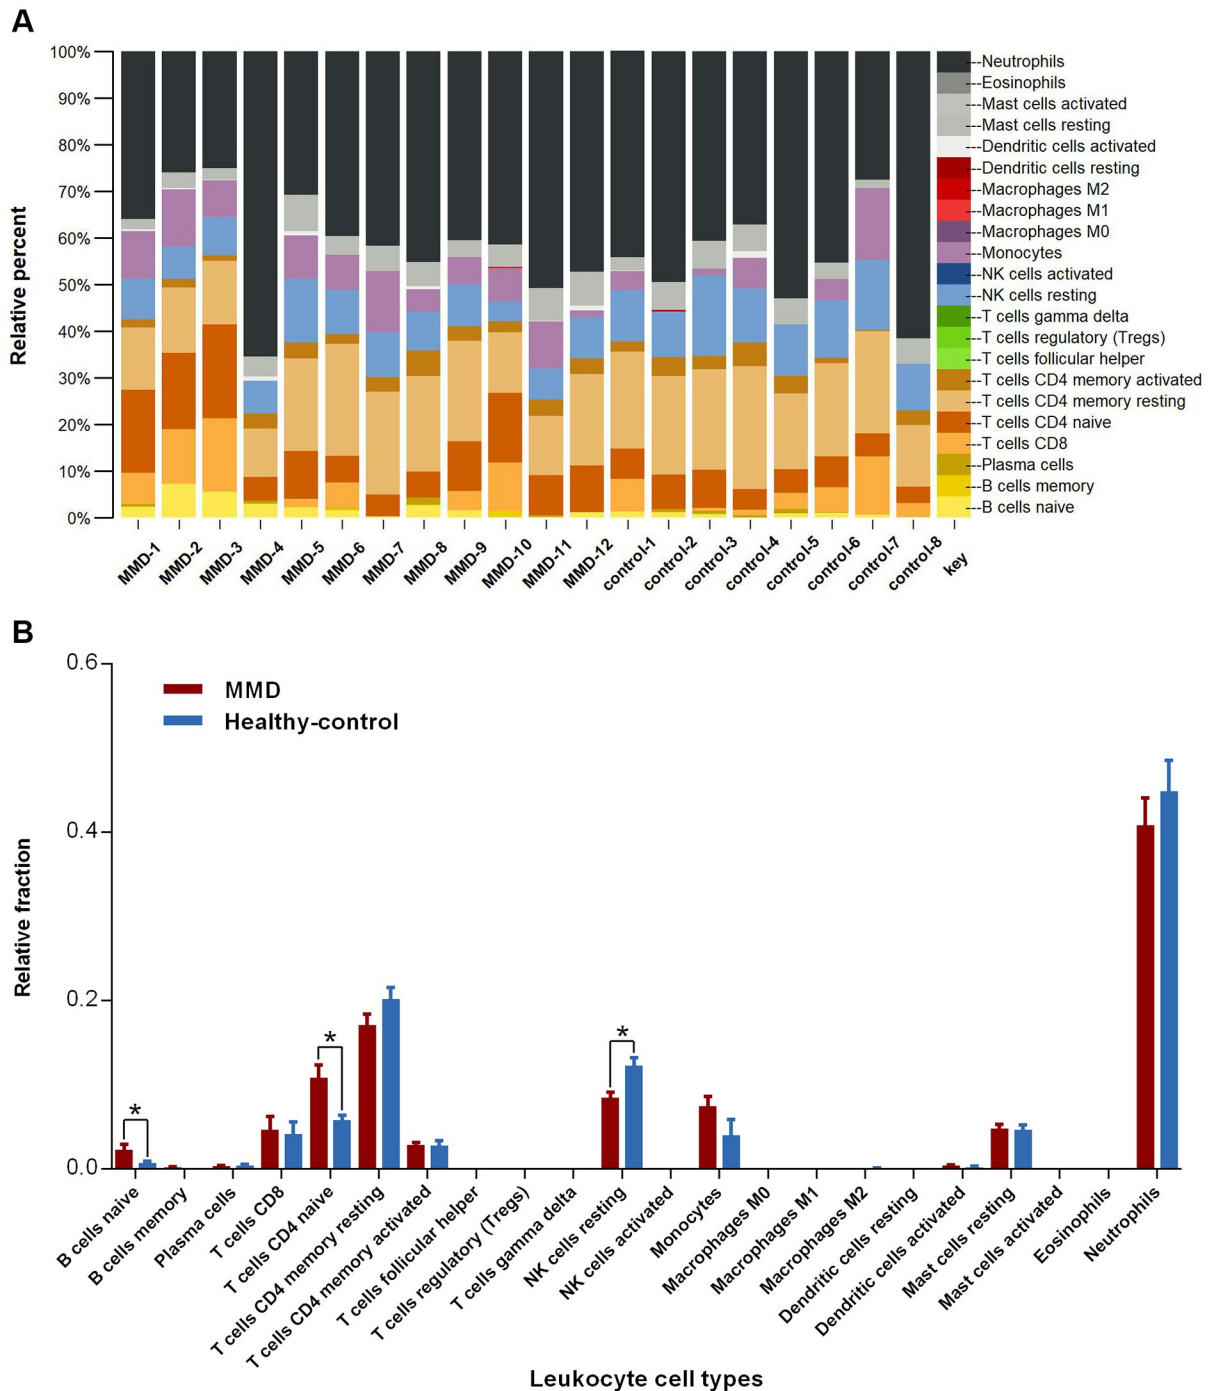 A
Relative percent
100%
90%
80%
70%
60%
50%
40%
30%
20%
10%
0%
MMD-1
MMD-2
MMD-3
MMD-4
MMD-5
MMD-6
MMD-7
MMD-8
MMD-9
MMD-10
MMD-11
MMD-12
control-1
control-2
control-3
control-4
control-5
control-6
control-7
control-8
key
---Neutrophils
---Eosinophils
---Mast cells activated
---Mast cells resting
---Dendritic cells activated
---Dendritic cells resting
---Macrophages M2
---Macrophages M1
---Macrophages M0
---Monocytes
---NK cells activated
---NK cells resting
---T cells gamma delta
---T cells regulatory (Tregs)
---T cells follicular helper
---T cells CD4 memory activated
---T cells CD4 memory resting
---T cells CD4 naive
---T cells CD8
---Plasma cells
---B cells memory
---B cells naive
B
Relative fraction
0.6
0.4
0.2
0.0
MMD
Healthy-control
*
*
*
B cells naive
B cells memory
Plasma cells
T cells CD8
T cells CD4 naive
T cells CD4 memory resting
T cells CD4 memory activated
T cells follicular helper
T cells regulatory (Tregs)
T cells gamma delta
NK cells resting
NK cells activated
Monocytes
Macrophages M0
Macrophages M1
Macrophages M2
Dendritic cells resting
Dendritic cells activated
Mast cells resting
Mast cells activated
Eosinophils
Neutrophils
Leukocyte cell types